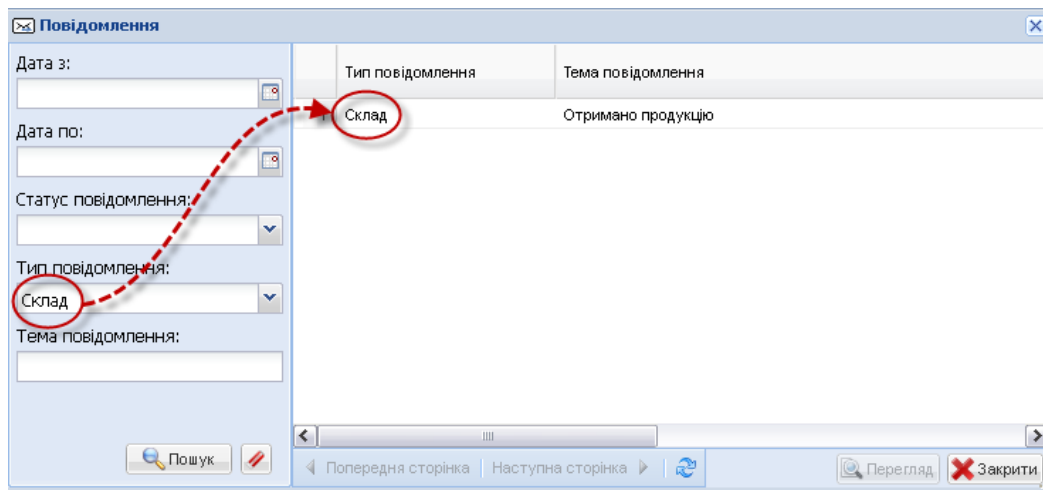 Повідомлення
Дата з:
Дата по:
Статус повідомлення:
Тип повідомлення:
Склад
Тема повідомлення:
Пошук
Тип повідомлення Тема повідомлення
1 Склад Отримано продукцію
Попередня сторінка Наступна сторінка
Перегляд Закрити